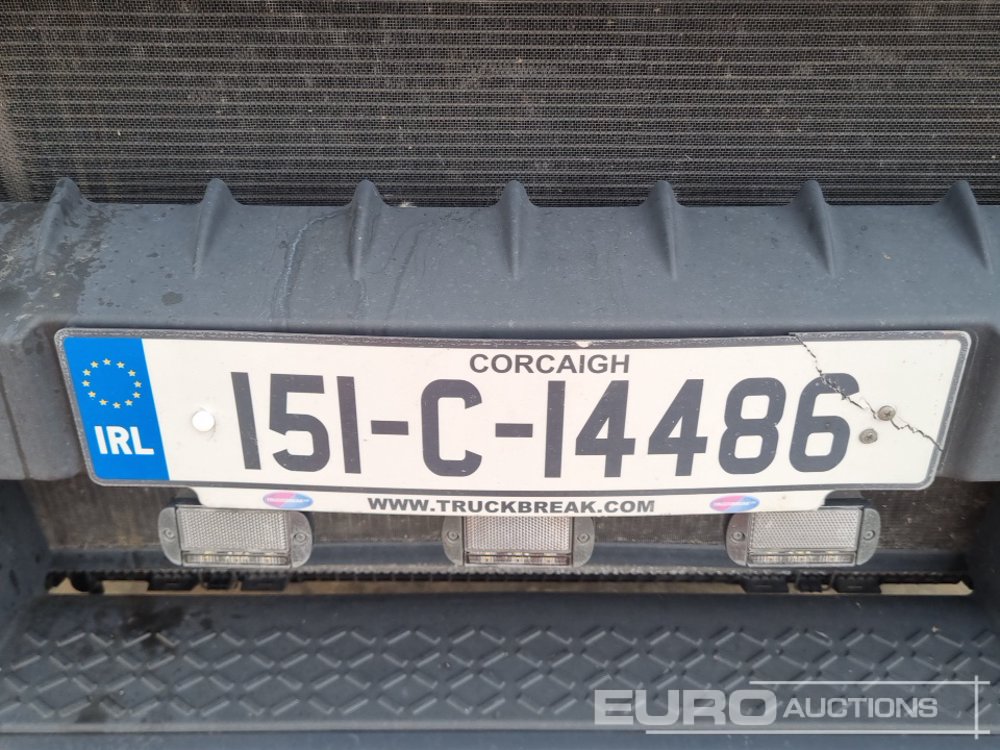 CORCAIGH
IRL 151-C-14486
WWW.TRUCKBREAK.COM
EURO AUCTIONS